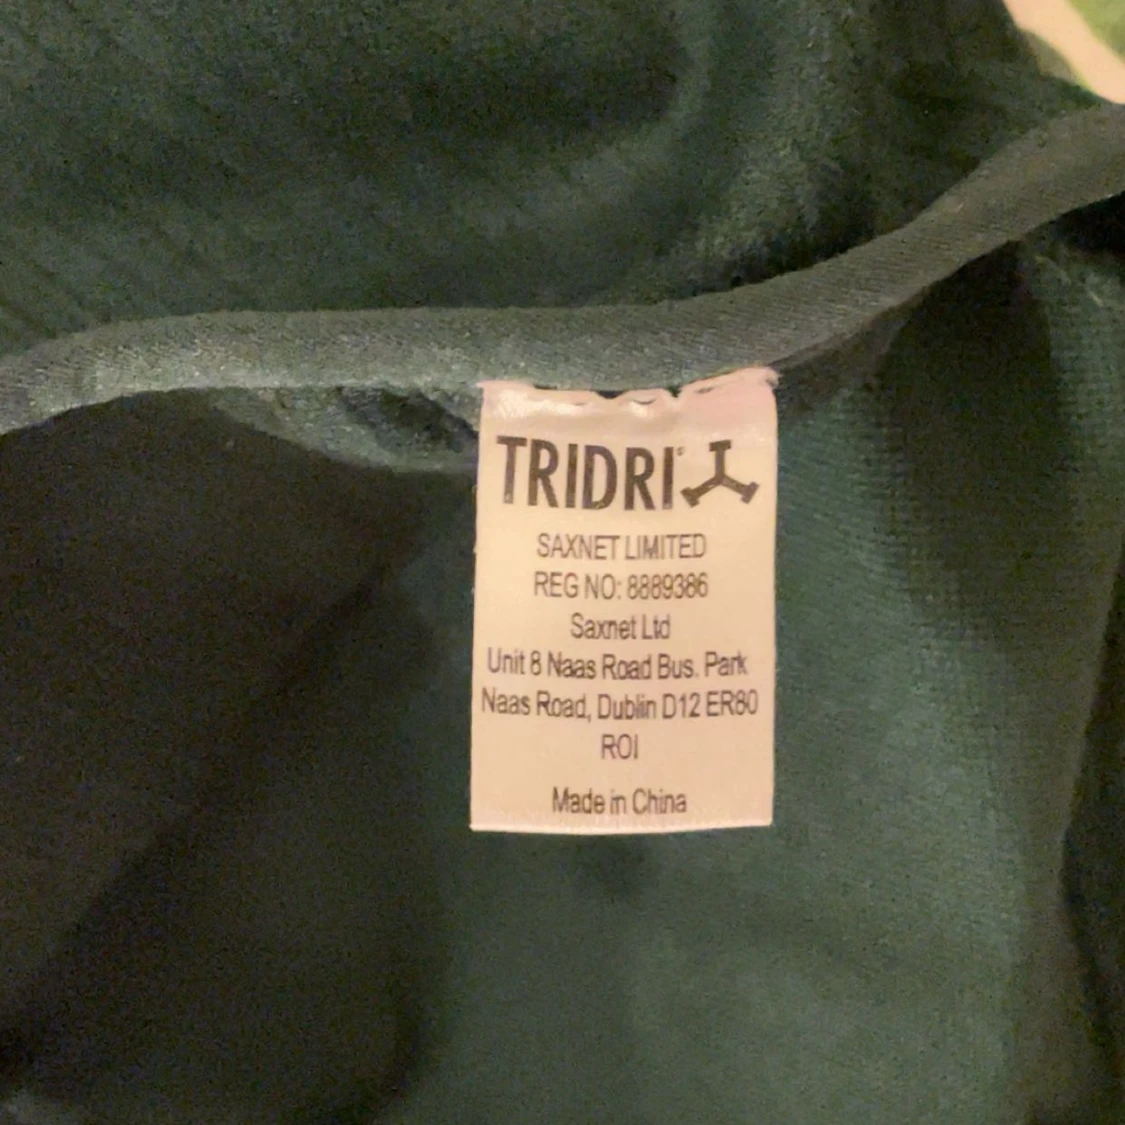 TRIDRI®
SAXNET LIMITED
REG NO: 8889386
Saxnet Ltd
Unit 8 Naas Road Bus. Park
Naas Road, Dublin D12 ER80
ROI
Made in China